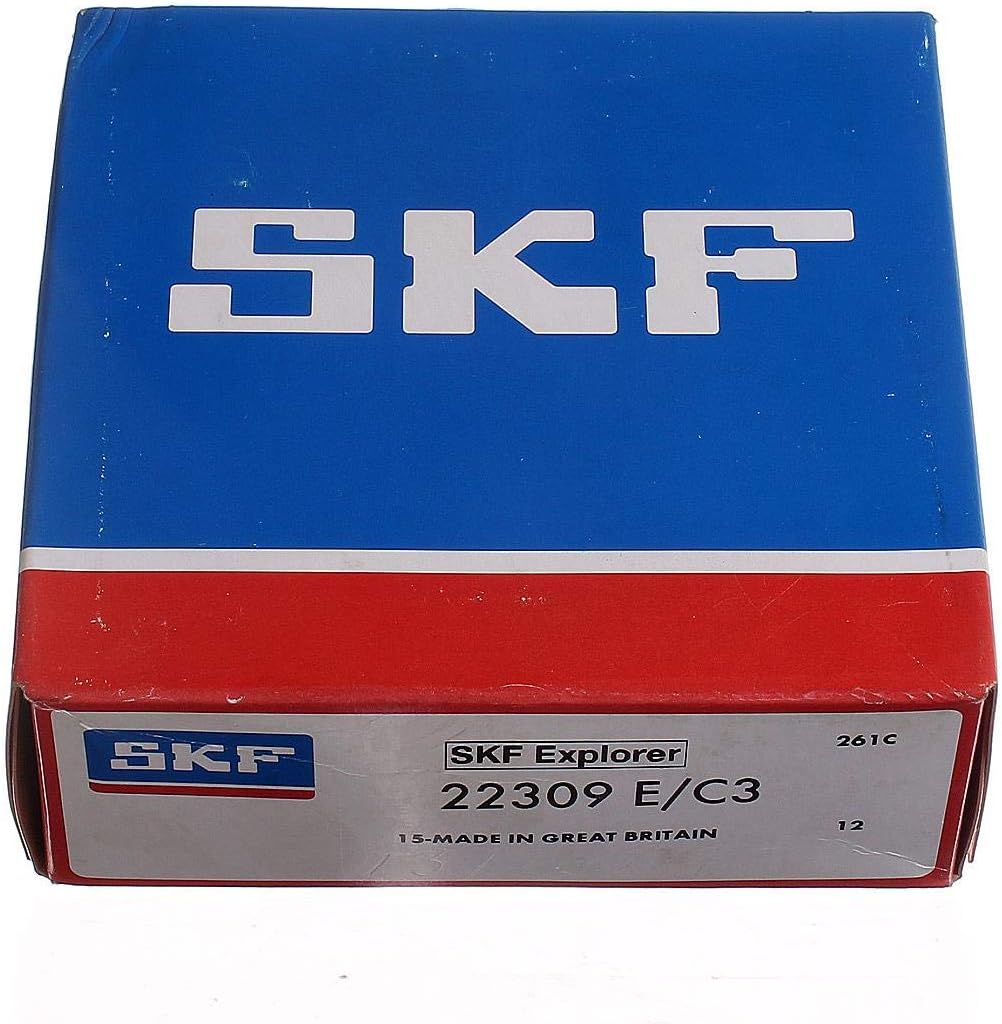 SKF
SKF
SKF Explorer
261C
22309 E/C3
15-MADE IN GREAT BRITAIN
12